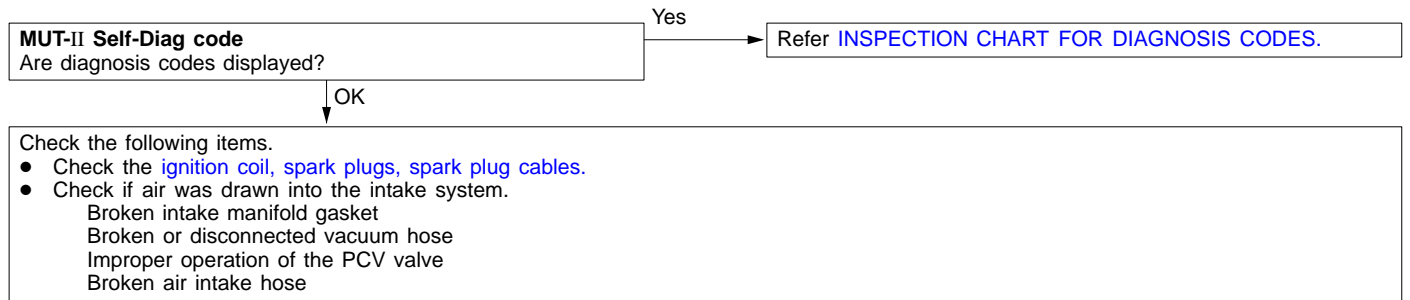 Yes
MUT-II Self-Diag code
Are diagnosis codes displayed?
Refer INSPECTION CHART FOR DIAGNOSIS CODES.
OK
Check the following items.
● Check the ignition coil, spark plugs, spark plug cables.
● Check if air was drawn into the intake system.
Broken intake manifold gasket
Broken or disconnected vacuum hose
Improper operation of the PCV valve
Broken air intake hose